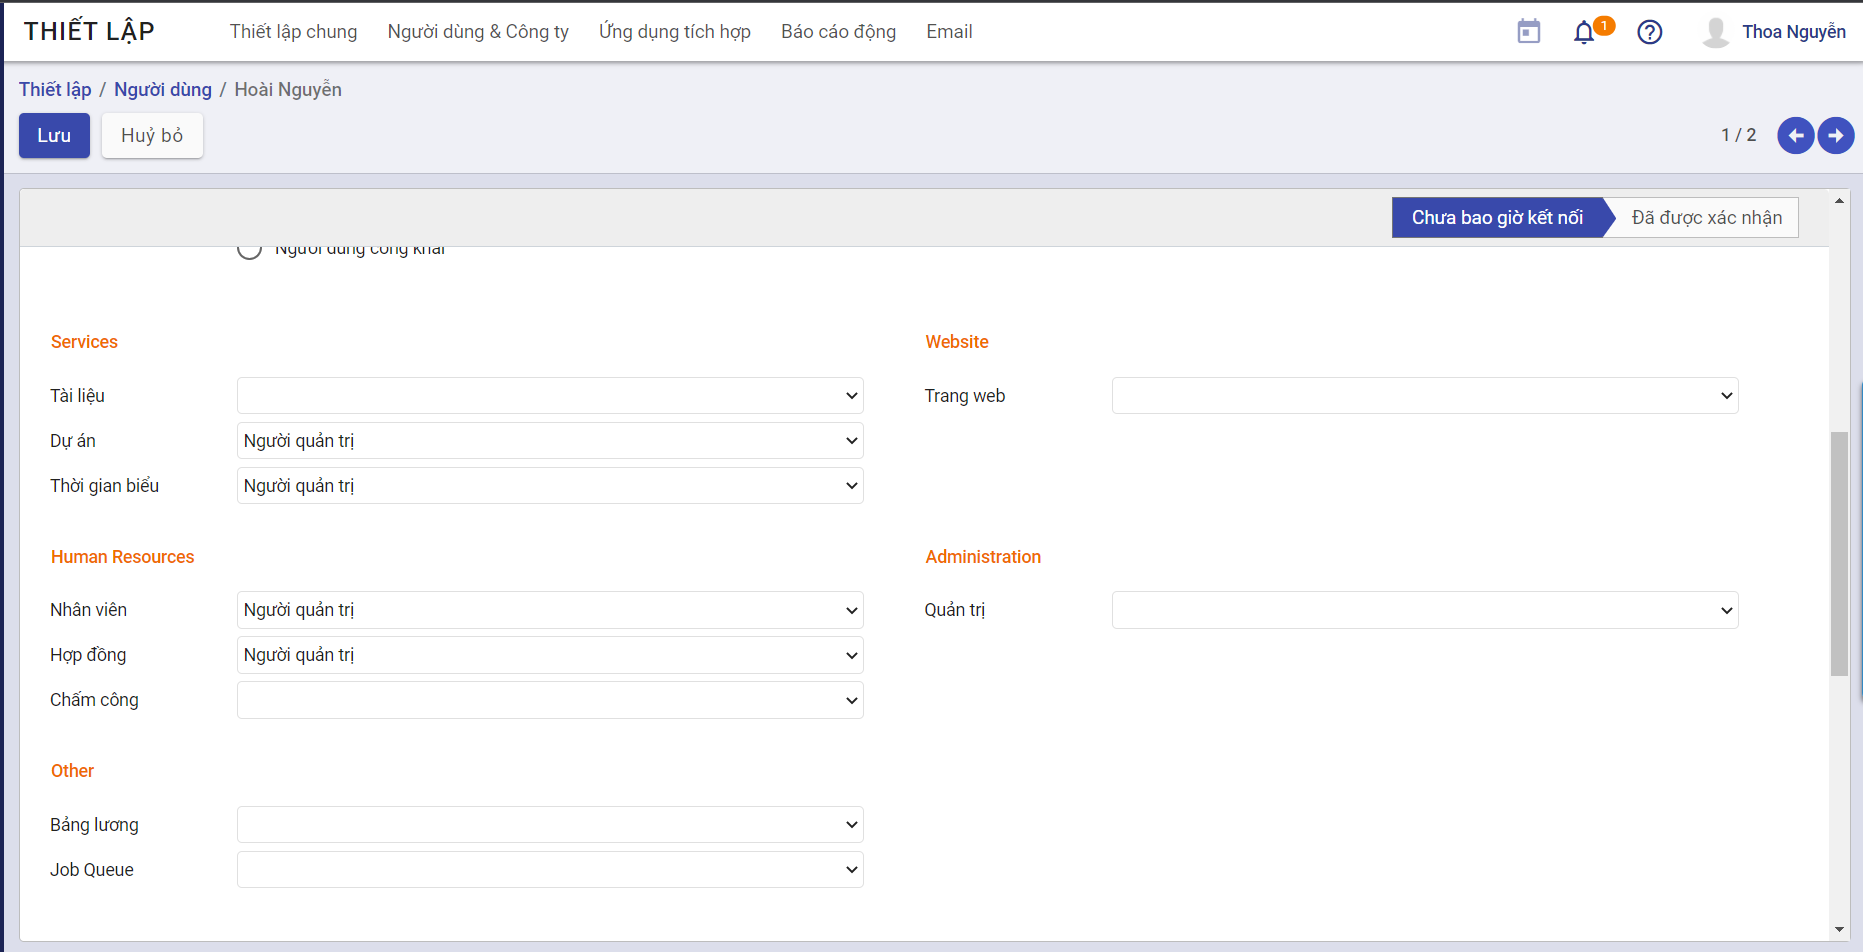 THIẾT LẬP Thiết lập chung Người dùng & Công ty Ứng dụng tích hợp Báo cáo động Email 1 Thoa Nguyễn
Thiết lập / Người dùng / Hoài Nguyễn
Lưu Huỷ bỏ 1 / 2
Chưa bao giờ kết nối Đã được xác nhận
Người dùng công khai
Services Website
Tài liệu Trang web
Dự án Người quản trị
Thời gian biểu Người quản trị
Human Resources Administration
Nhân viên Người quản trị Quản trị
Hợp đồng Người quản trị
Chấm công
Other
Bảng lương
Job Queue